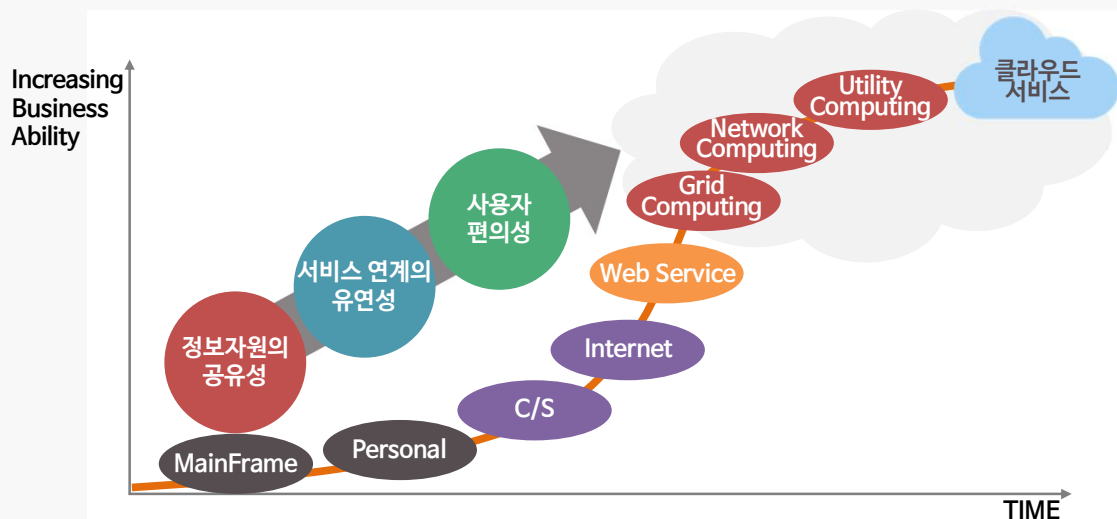 Increasing
Business
Ability
클라우드
서비스
Utility
Computing
Network
Computing
Grid
Computing
사용자
편의성
Web Service
서비스 연계의
유연성
Internet
정보자원의
공유성
C/S
Personal
MainFrame
TIME